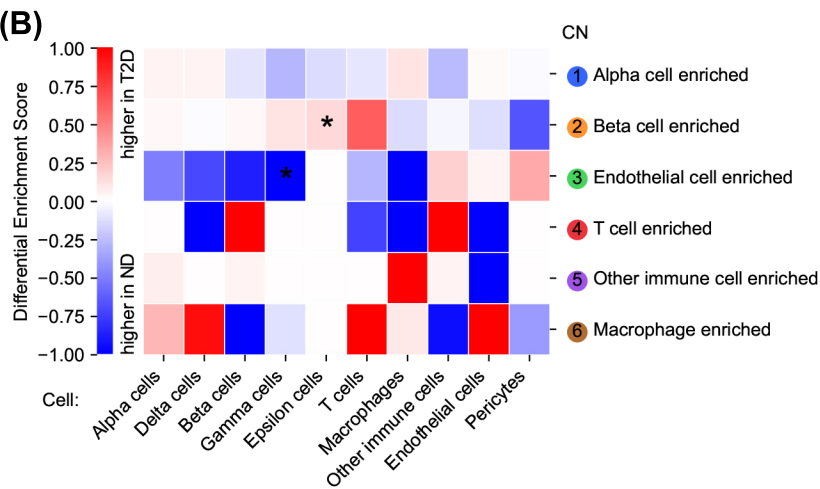 (B)
Differential Enrichment Score
1.00
0.75
0.50
0.25
0.00
−0.25
−0.50
−0.75
−1.00
higher in T2D
higher in ND
*
*
CN
1 Alpha cell enriched
2 Beta cell enriched
3 Endothelial cell enriched
4 T cell enriched
5 Other immune cell enriched
6 Macrophage enriched
Cell:
Alpha cells
Delta cells
Beta cells
Gamma cells
Epsilon cells
T cells
Macrophages
Other immune cells
Endothelial cells
Pericytes